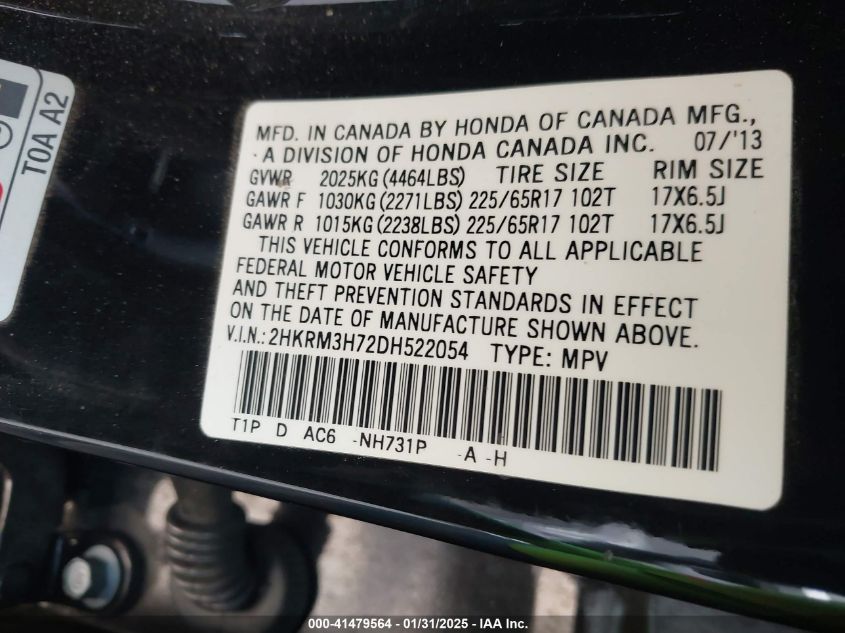 T0A A2
MFD. IN CANADA BY HONDA OF CANADA MFG.,
A DIVISION OF HONDA CANADA INC. 07/'13
GVWR 2025KG (4464LBS) TIRE SIZE RIM SIZE
GAWR F 1030KG (2271LBS) 225/65R17 102T 17X6.5J
GAWR R 1015KG (2238LBS) 225/65R17 102T 17X6.5J
THIS VEHICLE CONFORMS TO ALL APPLICABLE
FEDERAL MOTOR VEHICLE SAFETY
AND THEFT PREVENTION STANDARDS IN EFFECT
ON THE DATE OF MANUFACTURE SHOWN ABOVE.
V.I.N.: 2HKRM3H72DH522054 TYPE: MPV
T1P D AC6 -NH731P -A -H
000-41479564 - 01/31/2025 - IAA Inc.